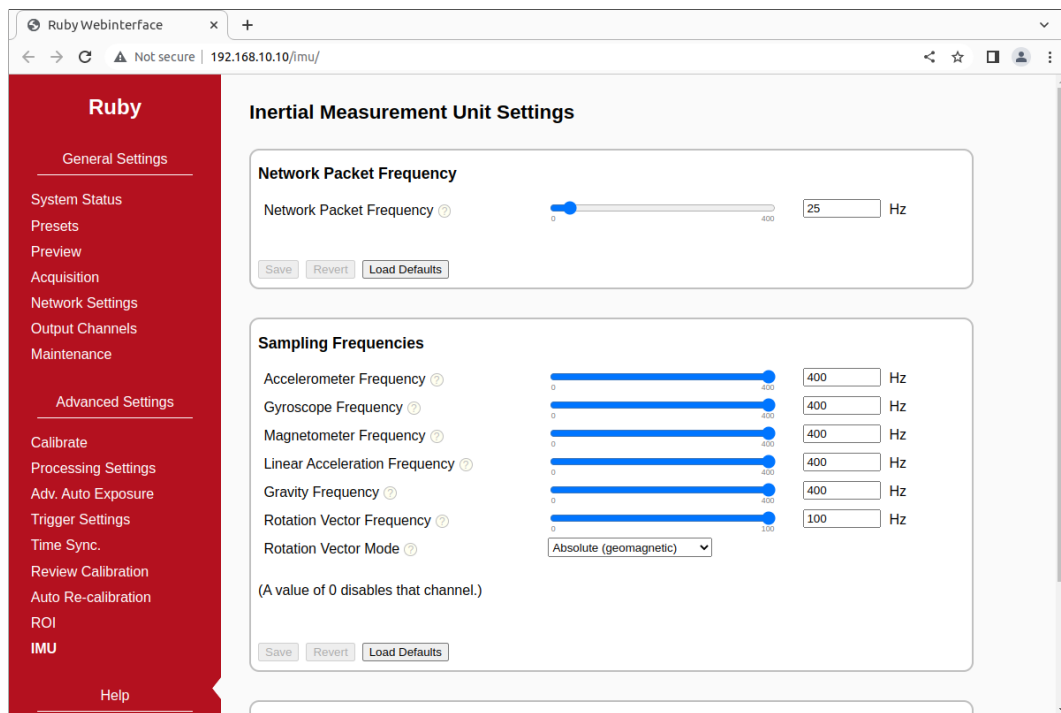 Ruby Webinterface
Not secure 192.168.10.10/imu/
Ruby
General Settings
System Status
Presets
Preview
Acquisition
Network Settings
Output Channels
Maintenance
Advanced Settings
Calibrate
Processing Settings
Adv. Auto Exposure
Trigger Settings
Time Sync.
Review Calibration
Auto Re-calibration
ROI
IMU
Help
Inertial Measurement Unit Settings
Network Packet Frequency
Network Packet Frequency ? 25 Hz
0 400
Save Revert Load Defaults
Sampling Frequencies
Accelerometer Frequency ? 400 Hz
0 400
Gyroscope Frequency ? 400 Hz
0 400
Magnetometer Frequency ? 400 Hz
0 400
Linear Acceleration Frequency ? 400 Hz
0 400
Gravity Frequency ? 400 Hz
0 400
Rotation Vector Frequency ? 100 Hz
0 100
Rotation Vector Mode ? Absolute (geomagnetic)
(A value of 0 disables that channel.)
Save Revert Load Defaults